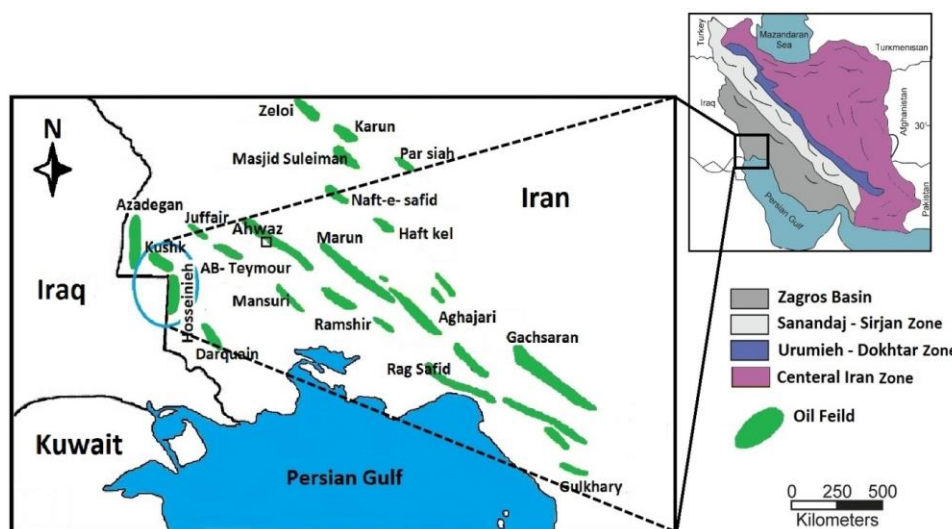 Zeloi
Karun
Masjid Suleiman
Par siah
N
Iran
Naft-e- safid
Azadegan
Juffair
Ahwaz
Haft kel
Kushk
Marun
AB- Teymour
Iraq
Hosseinieh
Mansuri
Ramshir
Aghajari
Gachsaran
Darquain
Rag Safid
Kuwait
Persian Gulf
Gulkhary
Turkey
Mazandaran
Sea
Turkmenistan
Iraq
Afghanistan
30'-
Persian Gulf
Pakistan
Zagros Basin
Sanandaj - Sirjan Zone
Urumieh - Dokhtar Zone
Centeral Iran Zone
Oil Feild
0 250 500
Kilometers